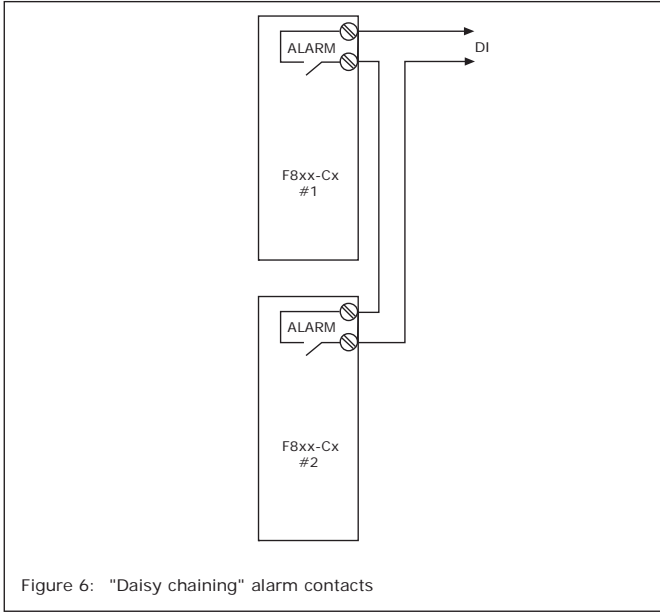 ALARM
DI
F8xx-Cx
#1
ALARM
F8xx-Cx
#2
Figure 6: "Daisy chaining" alarm contacts